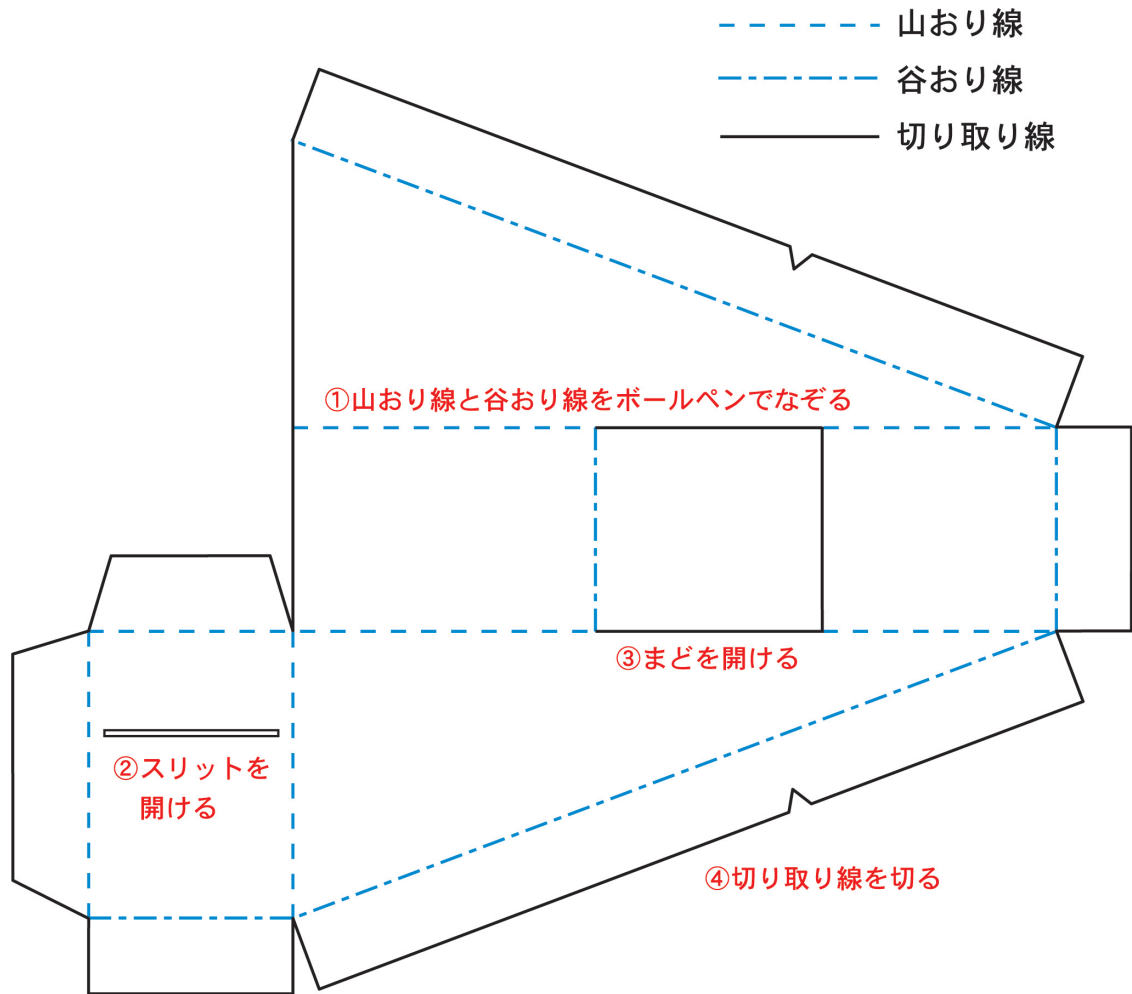 山おり線
谷おり線
切り取り線
①山おり線と谷おり線をボールペンでなぞる
③まどを開ける
②スリットを
開ける
④切り取り線を切る